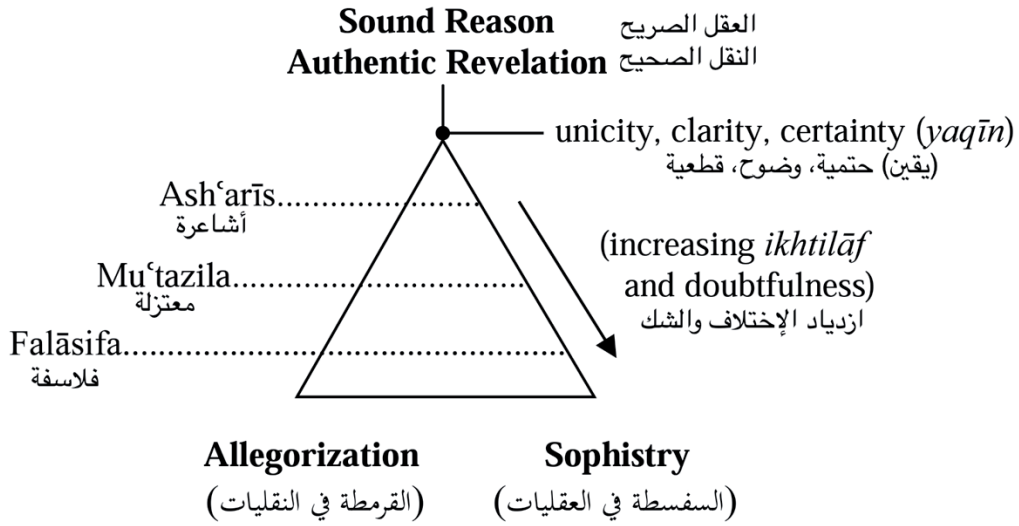 Sound Reason العقل الصريح
Authentic Revelation النقل الصحيح
unicity, clarity, certainty (yaqīn)
(يقين) حتمية، وضوح، قطعية
Ashʿarīs
أشاعرة
(increasing ikhtilāf
and doubtfulness)
ازدياد الإختلاف والشك
Muʿtazila
معتزلة
Falāsifa
فلاسفة
Allegorization
(القرمطة في النقليات)
Sophistry
(السفسطة في العقليات)